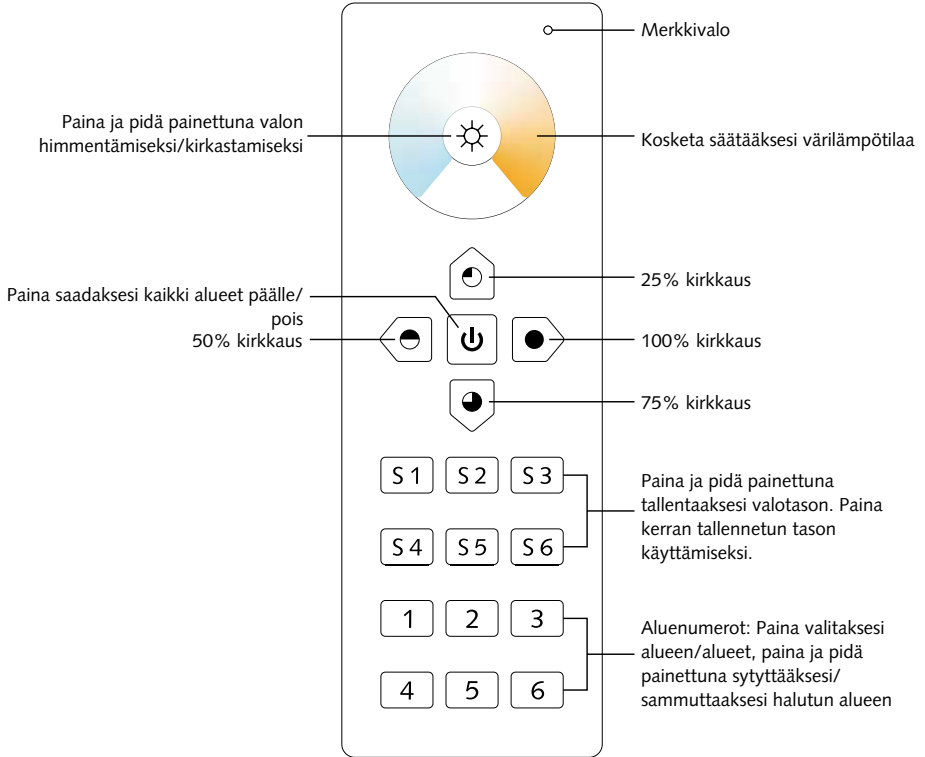 Merkkivalo
Paina ja pidä painettuna valon
himmentämiseksi/kirkastamiseksi
Kosketa säätääksesi värilämpötilaa
25% kirkkaus
Paina saadaksesi kaikki alueet päälle/
pois
50% kirkkaus
100% kirkkaus
75% kirkkaus
S 1 S 2 S 3
S 4 S 5 S 6
Paina ja pidä painettuna
tallentaaksesi valotason. Paina
kerran tallennetun tason
käyttämiseksi.
1 2 3
4 5 6
Aluenumerot: Paina valitaksesi
alueen/alueet, paina ja pidä
painettuna sytyttääksesi/
sammuttaaksesi halutun alueen